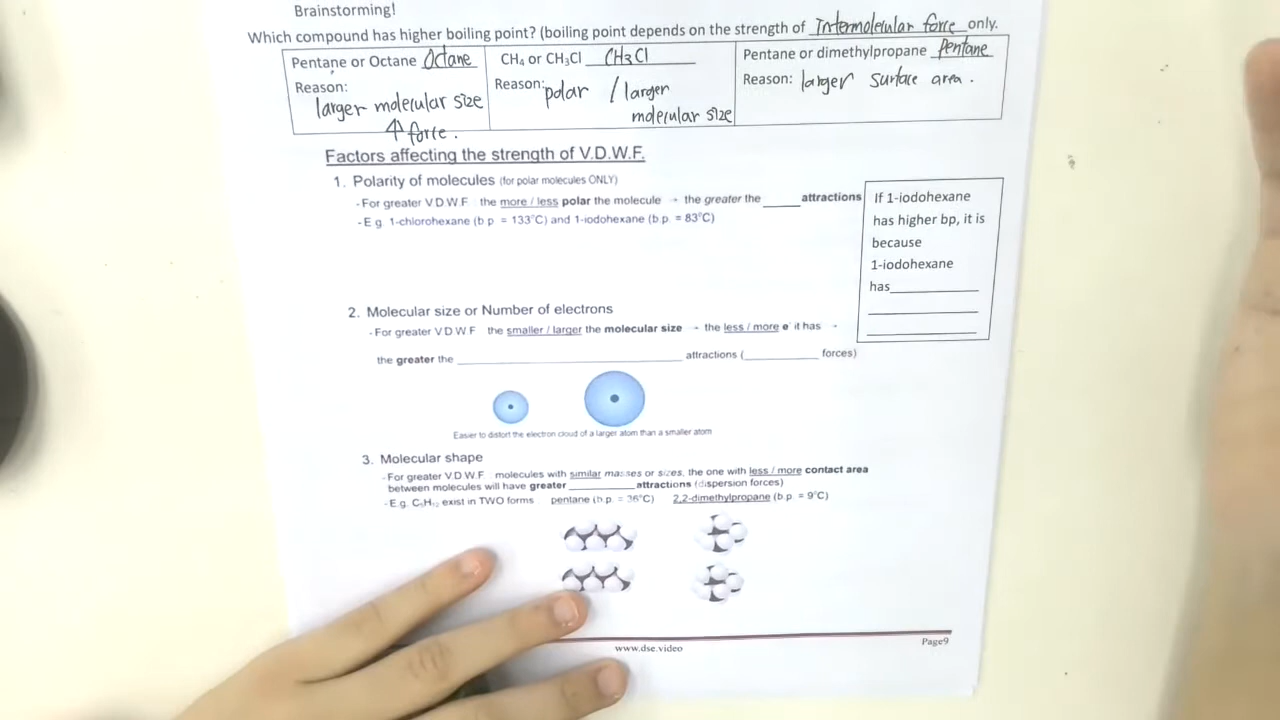 Brainstorming!
Which compound has higher boiling point? (boiling point depends on the strength of Intermolecular force only.
Pentane or Octane Octane
Reason:
larger molecular size
↑ force.
CH₄ or CH₃Cl CH₃Cl
Reason: polar / larger
molecular size
Pentane or dimethylpropane pentane
Reason: larger surface area.
Factors affecting the strength of V.D.W.F.
1. Polarity of molecules (for polar molecules ONLY)
- For greater V.D.W.F the more / less polar the molecule → the greater the _____ attractions
- E.g. 1-chlorohexane (b.p. = 133°C) and 1-iodohexane (b.p. = 83°C)
If 1-iodohexane
has higher bp, it is
because
1-iodohexane
has
2. Molecular size or Number of electrons
- For greater V.D.W.F the smaller / larger the molecular size → the less / more e⁻ it has →
the greater the _____ attractions (_____ forces)
Easier to distort the electron cloud of a larger atom than a smaller atom
3. Molecular shape
- For greater V.D.W.F molecules with similar masses or sizes, the one with less / more contact area
between molecules will have greater _____ attractions (dispersion forces)
- E.g. C₅H₁₂ exist in TWO forms pentane (b.p. = 36°C) 2,2-dimethylpropane (b.p. = 9°C)
www.dse.video
Page9